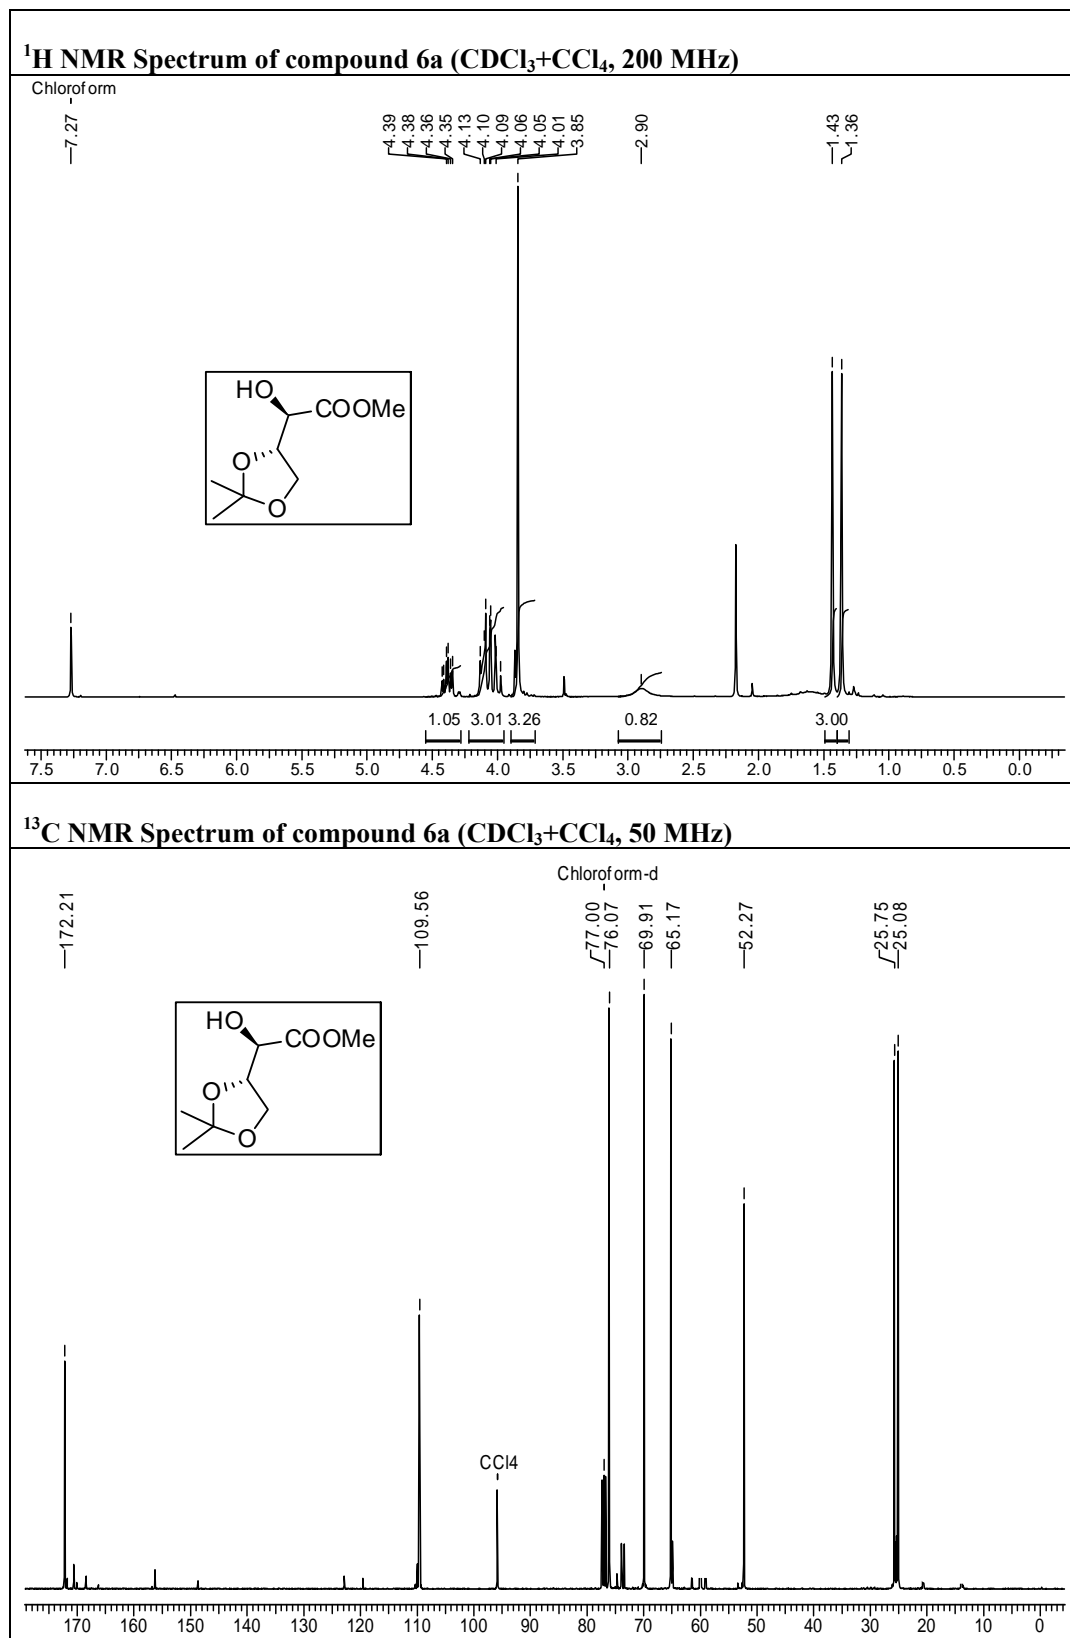 ¹H NMR Spectrum of compound 6a (CDCl₃+CCl₄, 200 MHz)
Chloroform
7.27
4.39
4.38
4.36
4.35
4.13
4.10
4.09
4.06
4.05
4.01
3.85
2.90
1.43
1.36
HO
COOMe
O
O
1.05 3.01 3.26 0.82 3.00
7.5 7.0 6.5 6.0 5.5 5.0 4.5 4.0 3.5 3.0 2.5 2.0 1.5 1.0 0.5 0.0
¹³C NMR Spectrum of compound 6a (CDCl₃+CCl₄, 50 MHz)
Chloroform-d
172.21
109.56
77.00
76.07
69.91
65.17
52.27
25.75
25.08
HO
COOMe
O
O
CCl4
170 160 150 140 130 120 110 100 90 80 70 60 50 40 30 20 10 0